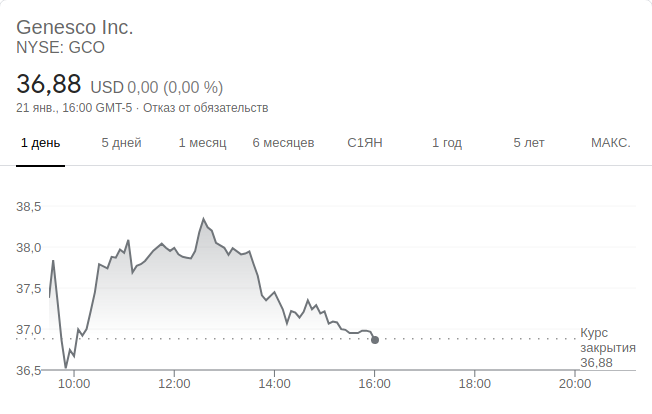 Genesco Inc.
NYSE: GCO
36,88 USD 0,00 (0,00 %)
21 янв., 16:00 GMT-5 · Отказ от обязательств
1 день 5 дней 1 месяц 6 месяцев С1ЯН 1 год 5 лет МАКС.
38,5
38,0
37,5
37,0
Курс
закрытия
36,88
36,5
10:00 12:00 14:00 16:00 18:00 20:00